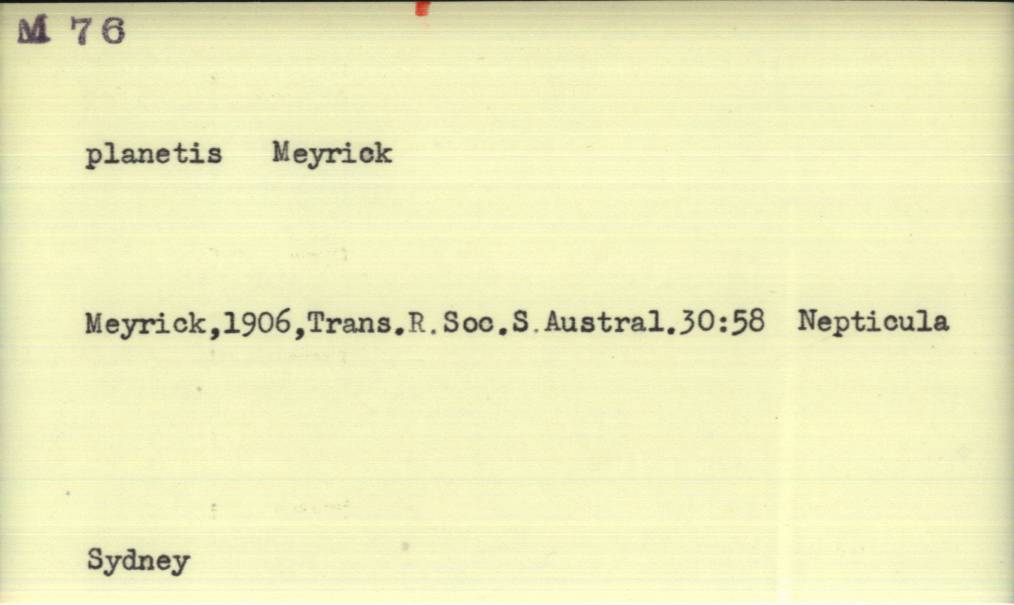 M 76
planetis Meyrick
Meyrick,1906,Trans.R.Soc.S.Austral.30:58 Nepticula
Sydney